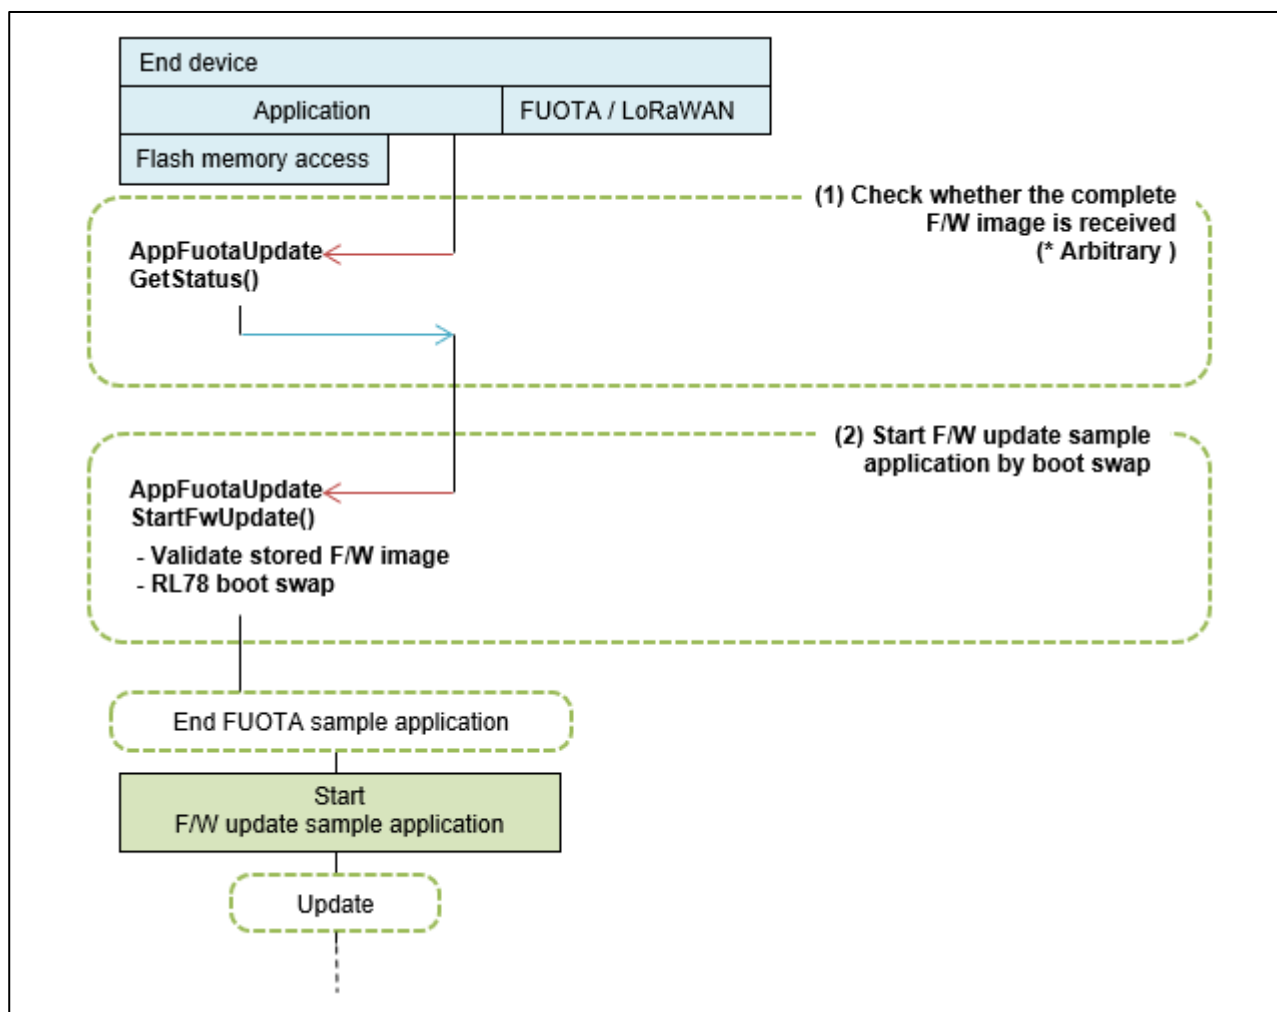 End device
Application
FUOTA / LoRaWAN
Flash memory access
(1) Check whether the complete
F/W image is received
(* Arbitrary )
AppFuotaUpdate
GetStatus()
(2) Start F/W update sample
application by boot swap
AppFuotaUpdate
StartFwUpdate()
- Validate stored F/W image
- RL78 boot swap
End FUOTA sample application
Start
F/W update sample application
Update